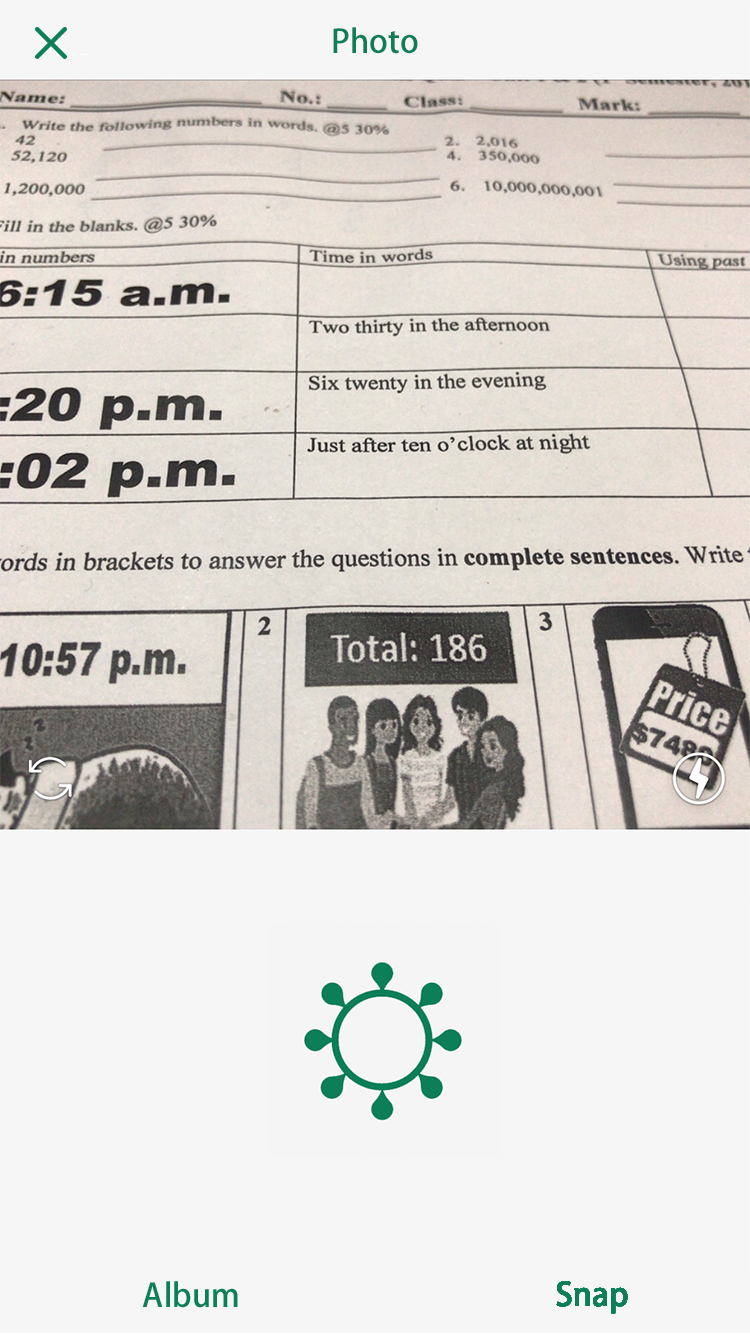 Photo
Name: No.: Class: Mark:
Write the following numbers in words. @5 30%
42
2. 2,016
52,120
4. 350,000
1,200,000
6. 10,000,000,001
Fill in the blanks. @5 30%
in numbers
Time in words
Using past
6:15 a.m.
Two thirty in the afternoon
:20 p.m.
Six twenty in the evening
:02 p.m.
Just after ten o’clock at night
ords in brackets to answer the questions in complete sentences. Write
10:57 p.m.
z
z
2
Total: 186
3
Price
Album
Snap